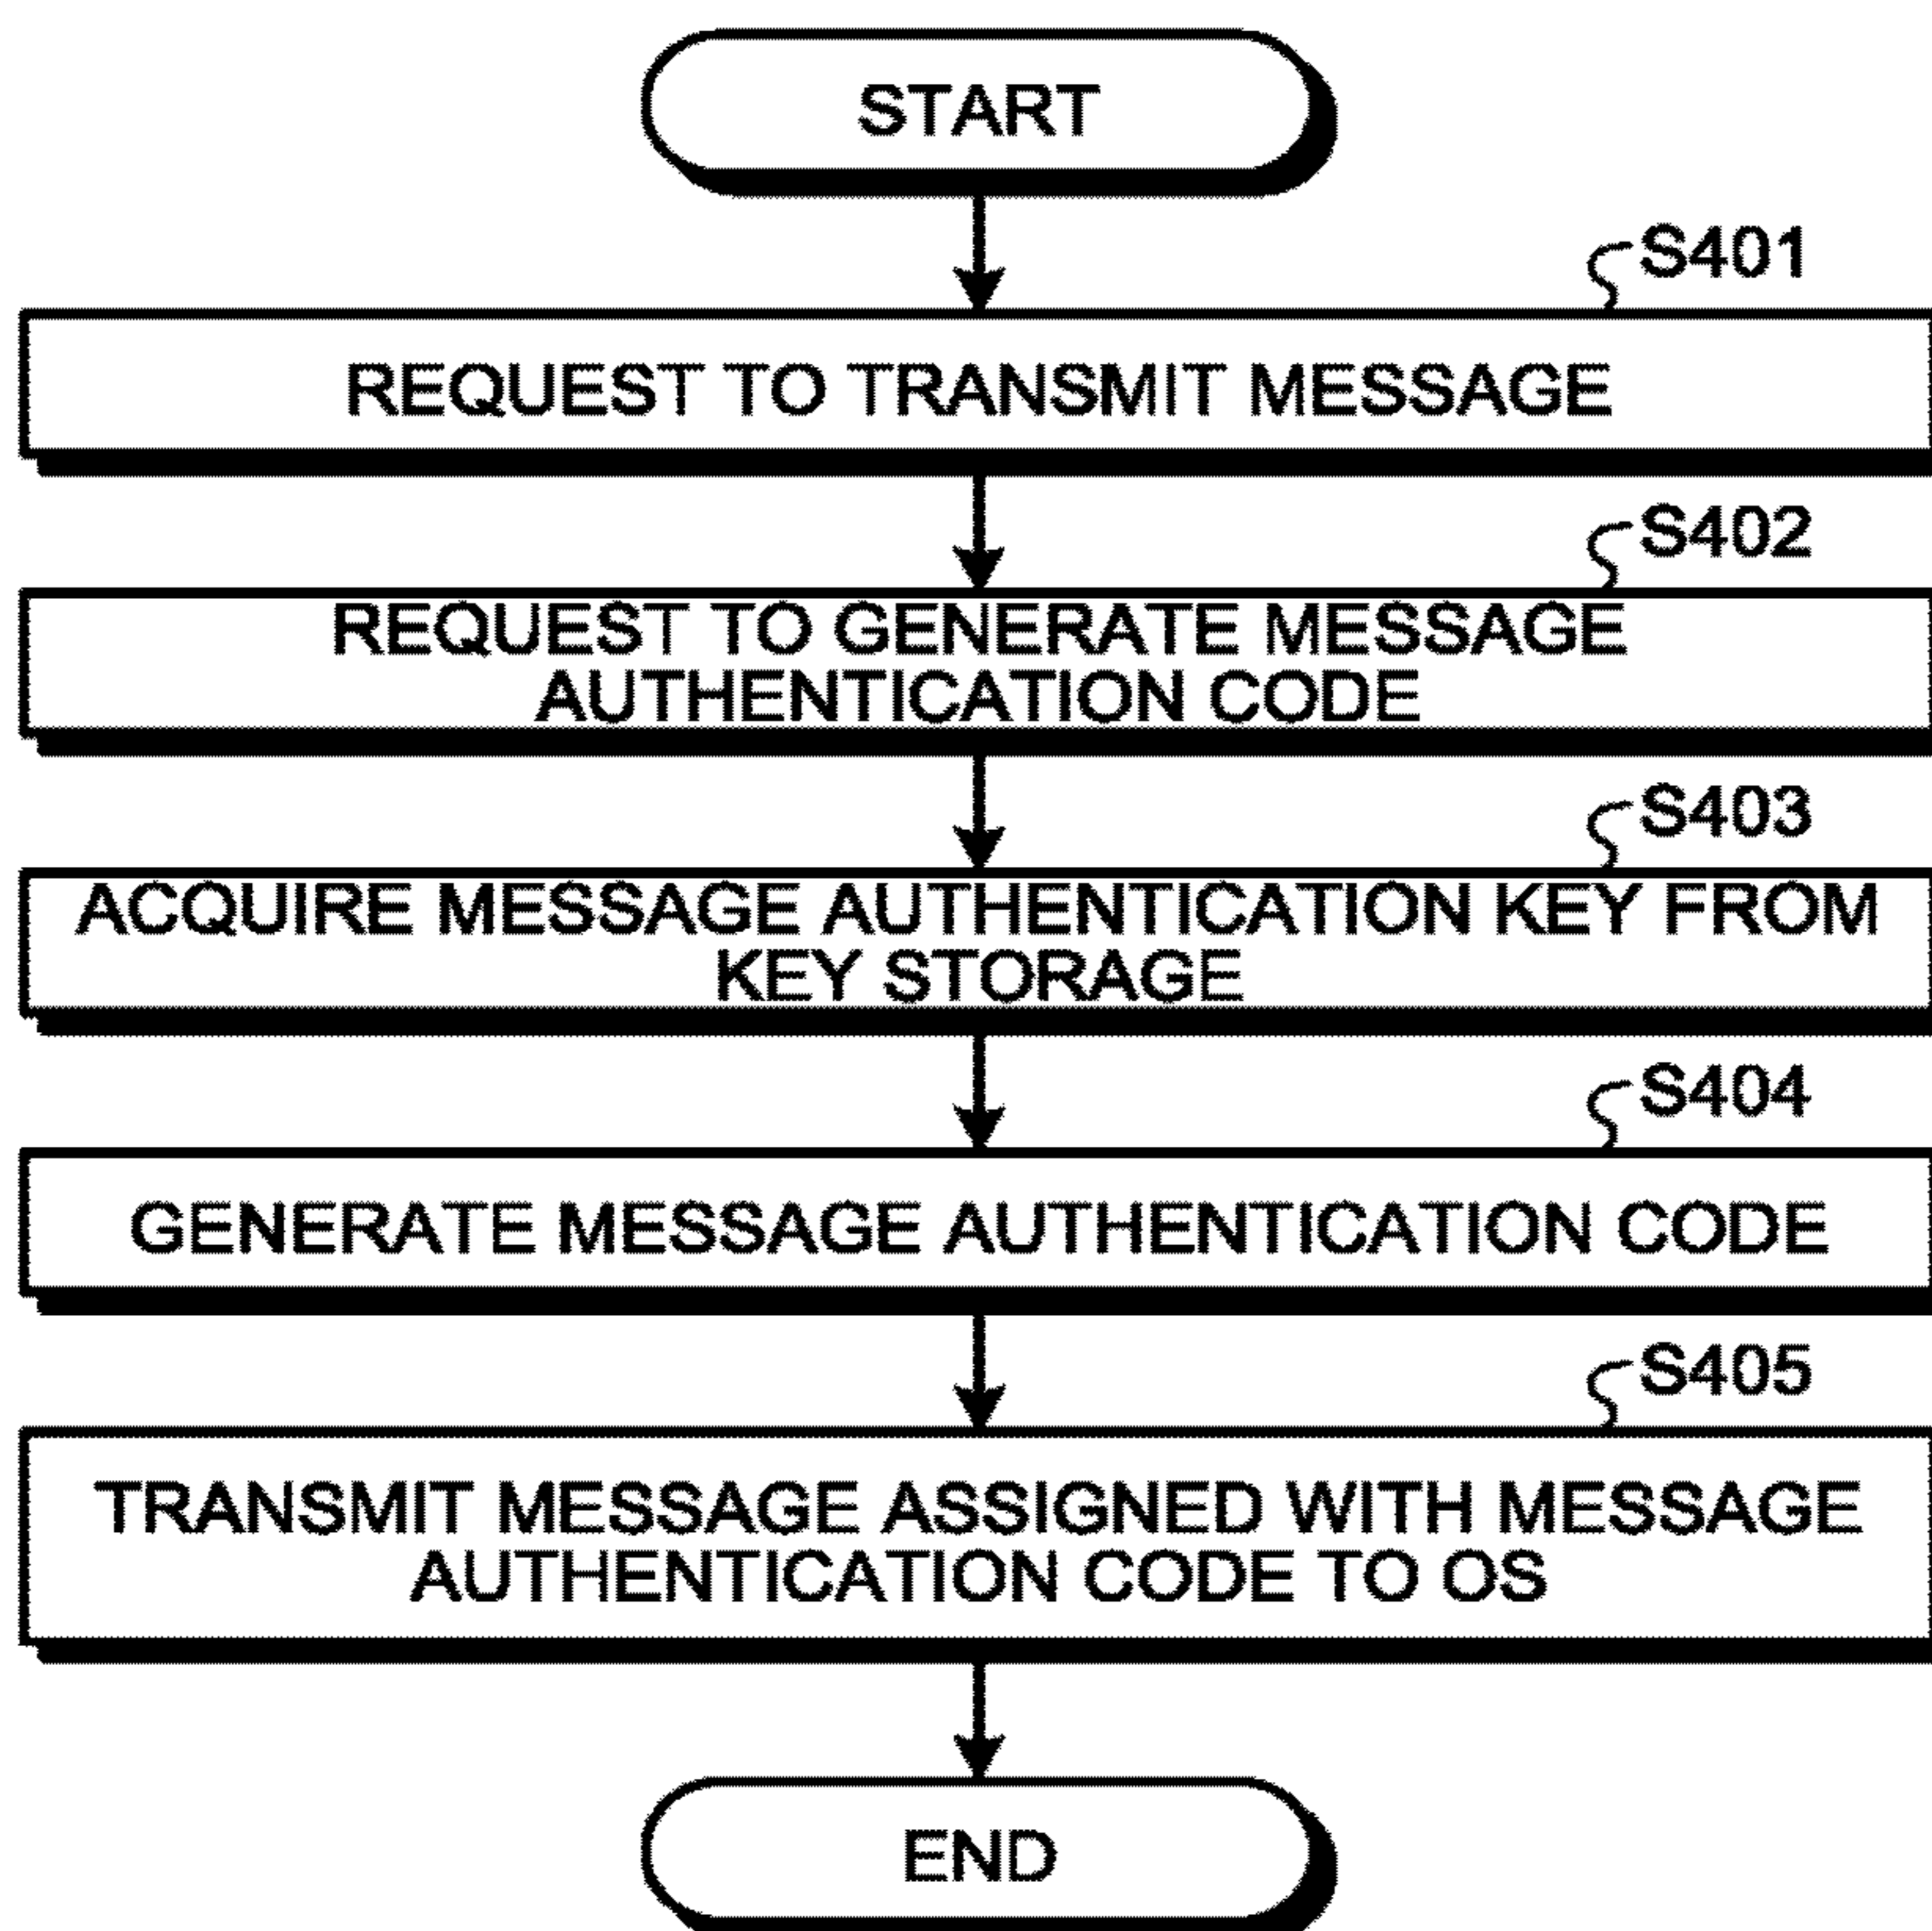 START
S401
REQUEST TO TRANSMIT MESSAGE
S402
REQUEST TO GENERATE MESSAGE
AUTHENTICATION CODE
S403
ACQUIRE MESSAGE AUTHENTICATION KEY FROM
KEY STORAGE
S404
GENERATE MESSAGE AUTHENTICATION CODE
S405
TRANSMIT MESSAGE ASSIGNED WITH MESSAGE
AUTHENTICATION CODE TO OS
END